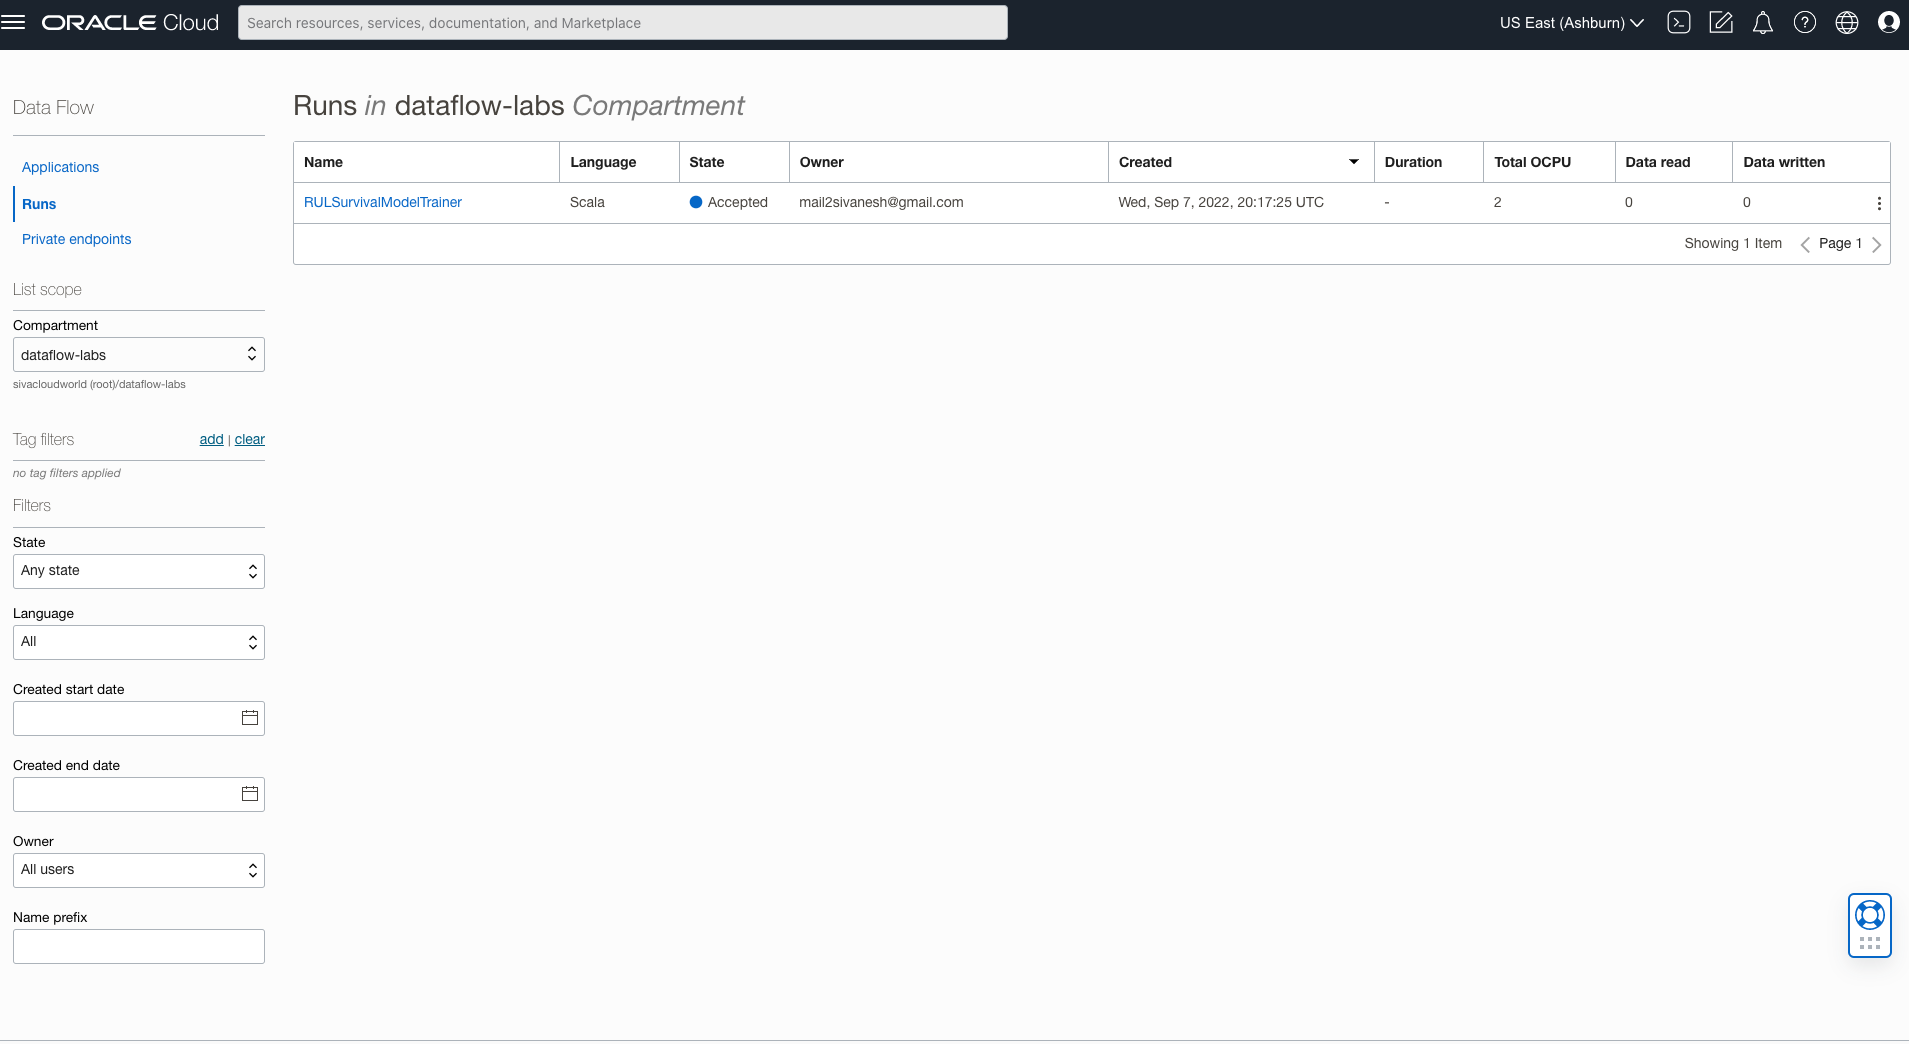 ORACLE Cloud
Search resources, services, documentation, and Marketplace
US East (Ashburn)
Data Flow
Applications
Runs
Private endpoints
List scope
Compartment
dataflow-labs
sivacloudworld (root)/dataflow-labs
Tag filters add | clear
no tag filters applied
Filters
State
Any state
Language
All
Created start date
Created end date
Owner
All users
Name prefix
Runs in dataflow-labs Compartment
Name Language State Owner Created Duration Total OCPU Data read Data written
RULSurvivalModelTrainer Scala Accepted mail2sivanesh@gmail.com Wed, Sep 7, 2022, 20:17:25 UTC - 2 0 0
Showing 1 Item < Page 1 >